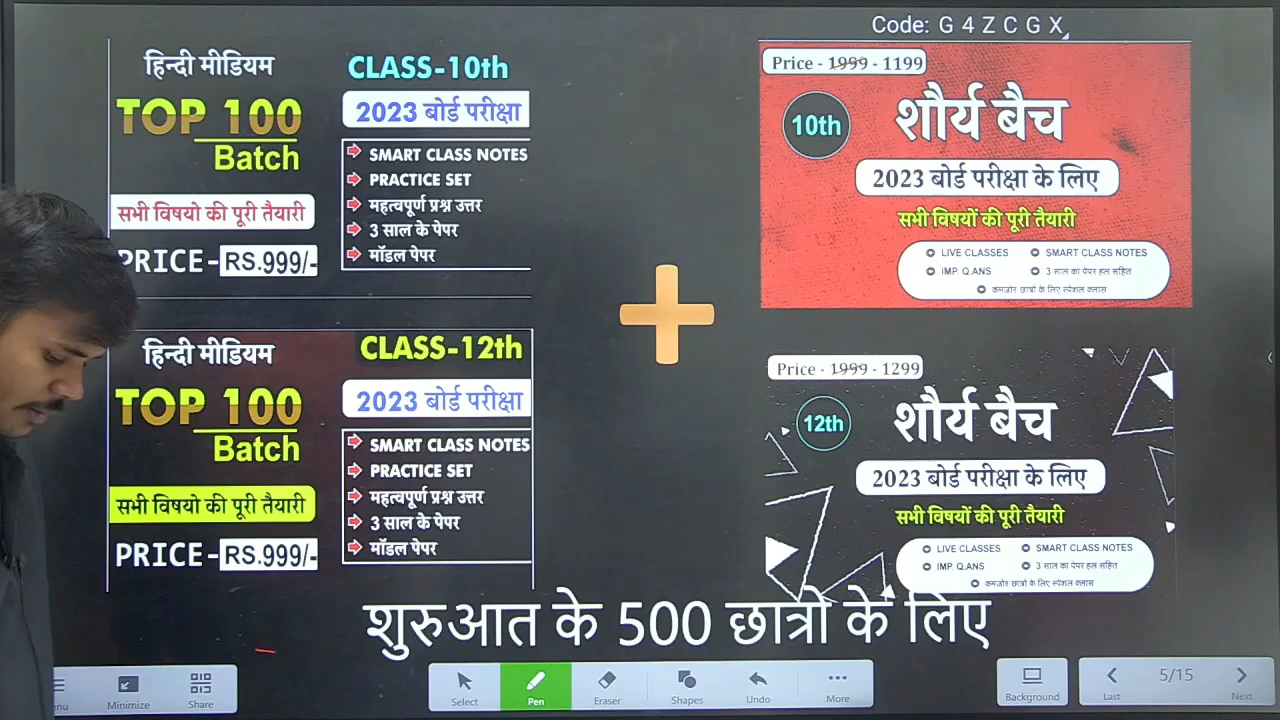 Code: G 4 Z C G X
हिन्दी मीडियम
TOP 100
Batch
सभी विषयो की पूरी तैयारी
PRICE-RS.999/-
CLASS-10th
2023 बोर्ड परीक्षा
SMART CLASS NOTES
PRACTICE SET
महत्वपूर्ण प्रश्न उत्तर
3 साल के पेपर
मॉडल पेपर
Price - 1999 - 1199
10th
शौर्य बैच
2023 बोर्ड परीक्षा के लिए
सभी विषयों की पूरी तैयारी
LIVE CLASSES
SMART CLASS NOTES
IMP Q.ANS
3 साल का पेपर हल सहित
कमजोर छात्रो के लिए स्पेशल क्लास
हिन्दी मीडियम
TOP 100
Batch
सभी विषयो की पूरी तैयारी
PRICE-RS.999/-
CLASS-12th
2023 बोर्ड परीक्षा
SMART CLASS NOTES
PRACTICE SET
महत्वपूर्ण प्रश्न उत्तर
3 साल के पेपर
मॉडल पेपर
Price - 1999 - 1299
12th
शौर्य बैच
2023 बोर्ड परीक्षा के लिए
सभी विषयों की पूरी तैयारी
LIVE CLASSES
SMART CLASS NOTES
IMP Q.ANS
3 साल का पेपर हल सहित
कमजोर छात्रो के लिए स्पेशल क्लास
शुरुआत के 500 छात्रो के लिए
enu
Minimize
Share
Select
Pen
Eraser
Shapes
Undo
More
Background
Last
5/15
Next